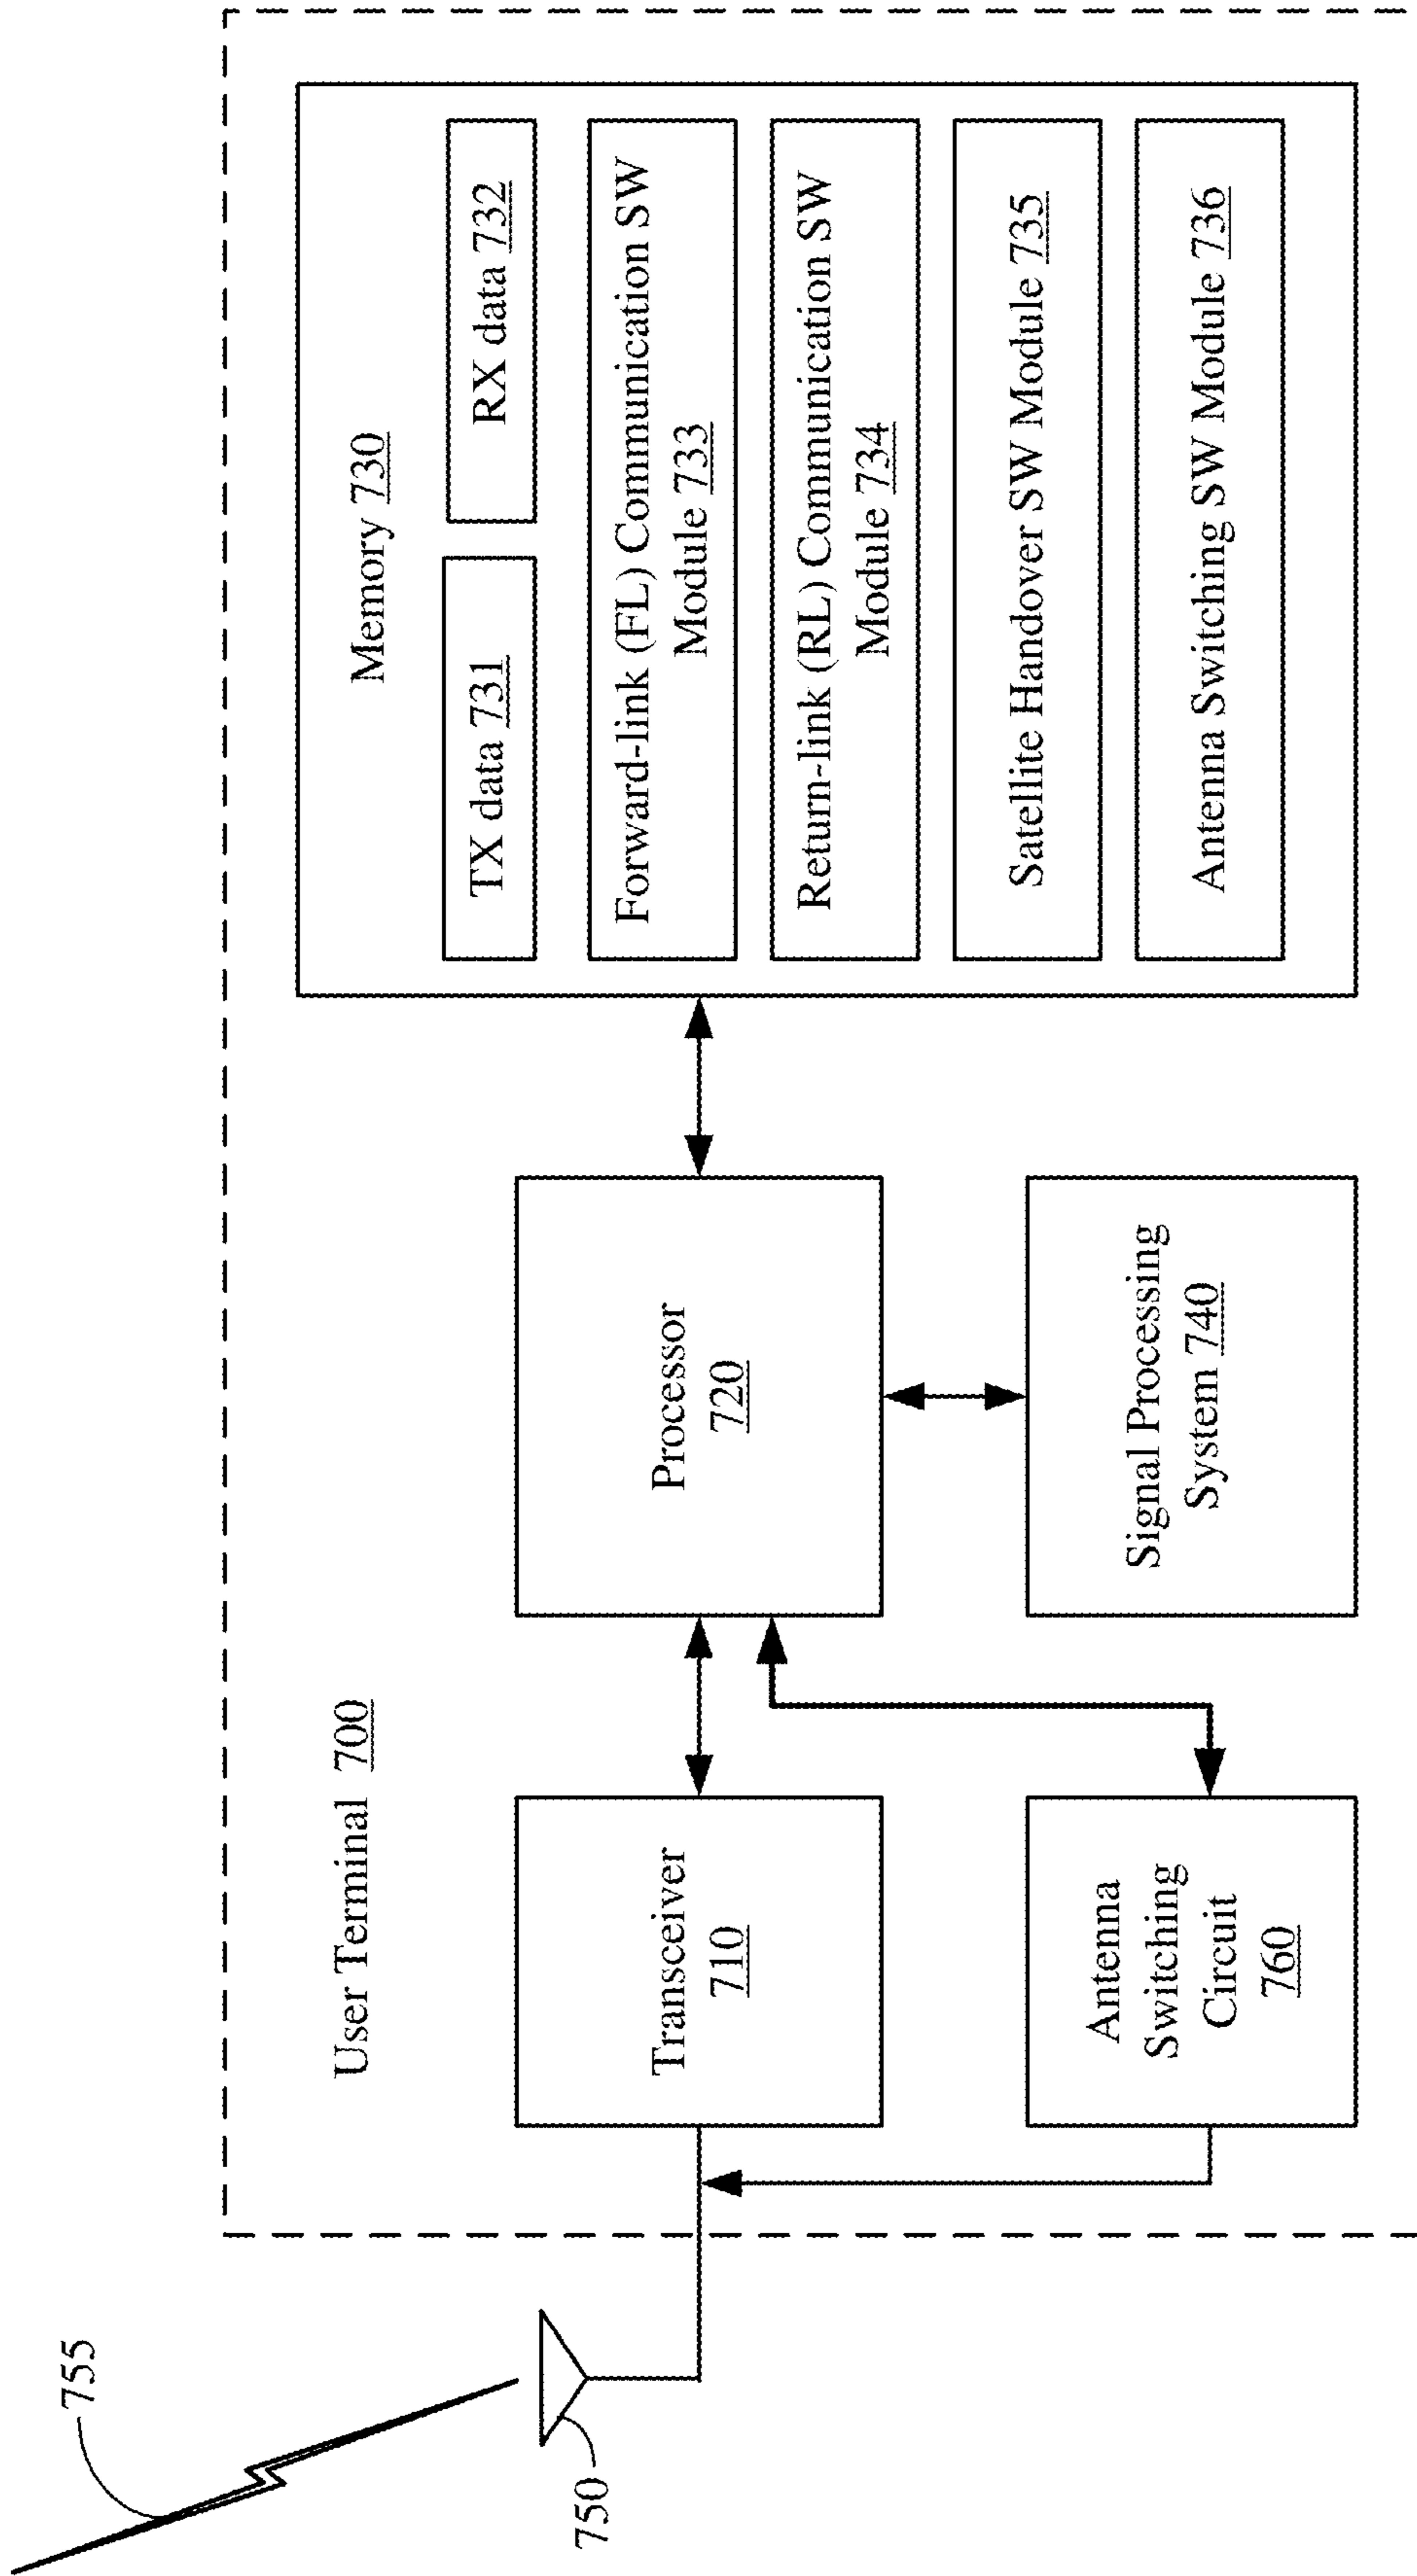 755
750
User Terminal 700
Transceiver
710
Antenna
Switching
Circuit
760
Processor
720
Signal Processing
System 740
Memory 730
TX data 731
RX data 732
Forward-link (FL) Communication SW
Module 733
Return-link (RL) Communication SW
Module 734
Satellite Handover SW Module 735
Antenna Switching SW Module 736